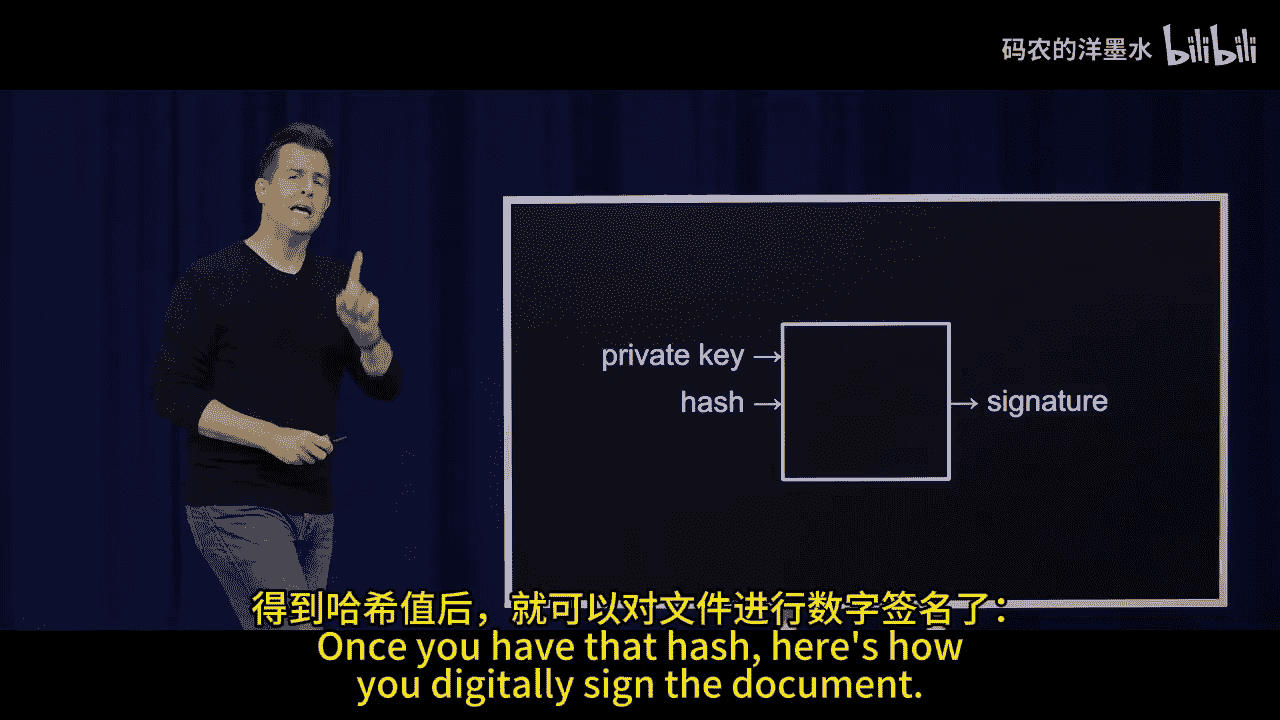 码农的洋墨水 bilibili
private key
hash
signature
得到哈希值后，就可以对文件进行数字签名了：
Once you have that hash, here's how
you digitally sign the document.